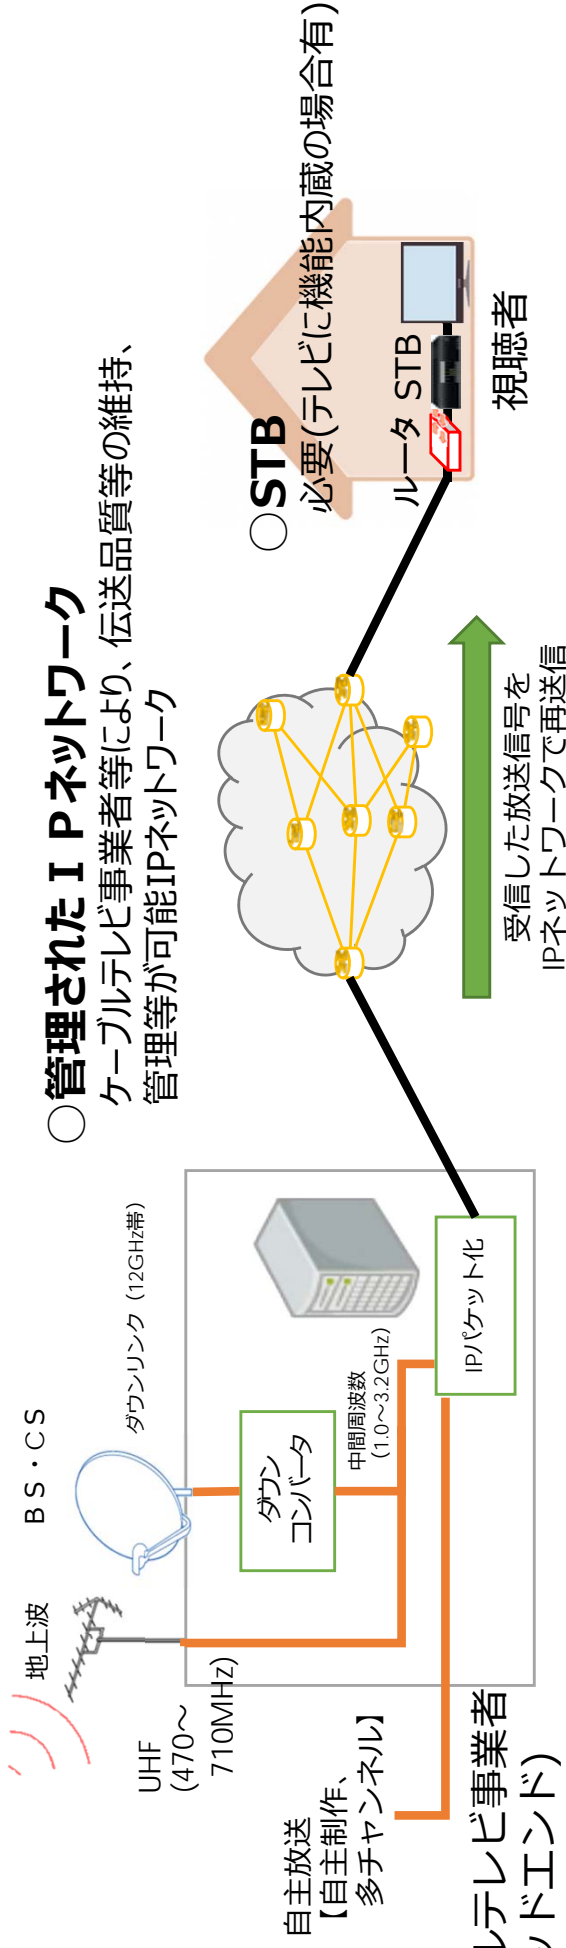 地上波
BS・CS
ダウンリンク（12GHz帯）
UHF
(470～
710MHz)
ダウン
コンバータ
中間周波数
(1.0～3.2GHz)
IPパケット化
自主放送
【自主制作、
多チャンネル】
ルテレビ事業者
ッドエンド)
○管理されたＩＰネットワーク
ケーブルテレビ事業者等により、伝送品質等の維持、
管理等が可能IPネットワーク
受信した放送信号を
IPネットワークで再送信
○STB
必要(テレビに機能内蔵の場合有)
ルータ
STB
視聴者